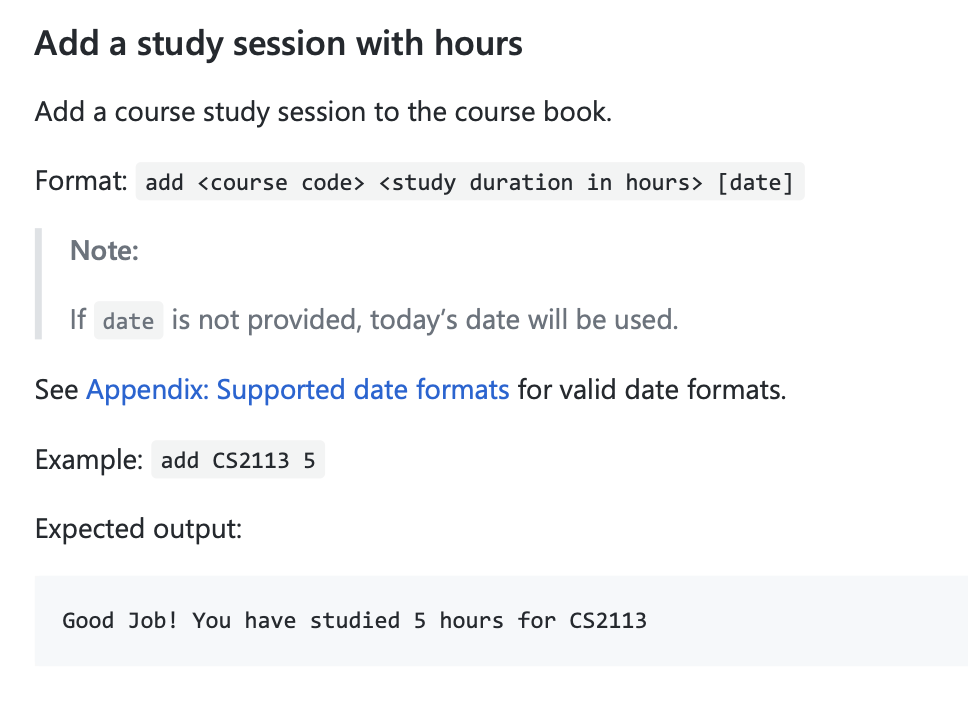 Add a study session with hours
Add a course study session to the course book.
Format: add <course code> <study duration in hours> [date]
Note:
If date is not provided, today’s date will be used.
See Appendix: Supported date formats for valid date formats.
Example: add CS2113 5
Expected output:
Good Job! You have studied 5 hours for CS2113